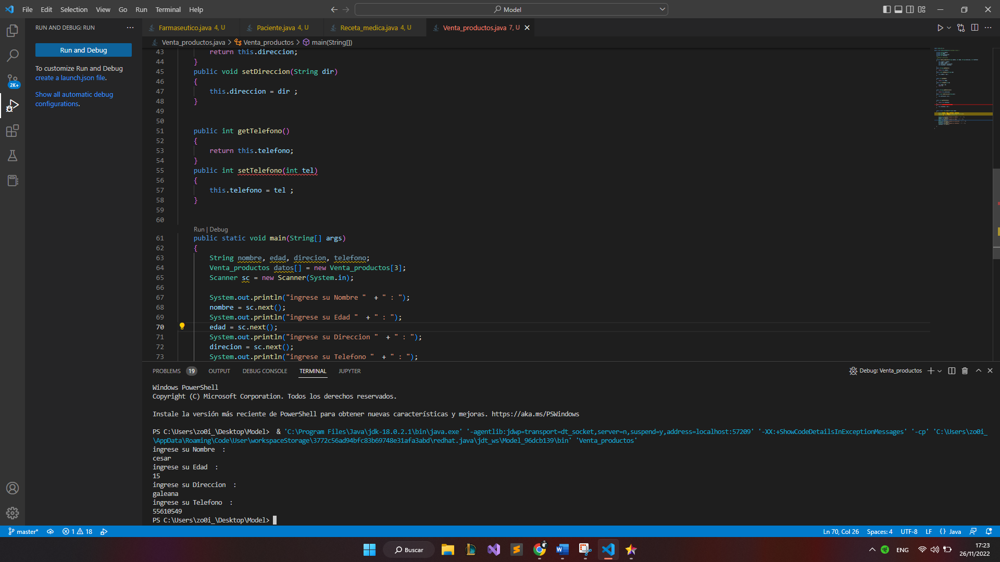 File Edit Selection View Go Run Terminal Help
Model
RUN AND DEBUG: RUN
Farmaseutico.java 4, U
Paciente.java 4, U
Receta_medica.java 4, U
Venta_productos.java 7, U
Run and Debug
To customize Run and Debug
create a launch.json file.
Show all automatic debug
configurations.
2K+
Venta_productos.java > Venta_productos > main(String[])
43 return this.direccion;
44 }
45 public void setDireccion(String dir)
46 {
47 this.direccion = dir ;
48 }
49
50
51 public int getTelefono()
52 {
53 return this.telefono;
54 }
55 public int setTelefono(int tel)
56 {
57 this.telefono = tel ;
58 }
59
60
Run | Debug
61 public static void main(String[] args)
62 {
63 String nombre, edad, direcion, telefono;
64 Venta_productos datos[] = new Venta_productos[3];
65 Scanner sc = new Scanner(System.in);
66
67 System.out.println("ingrese su Nombre "  + " : ");
68 nombre = sc.next();
69 System.out.println("ingrese su Edad "  + " : ");
70 edad = sc.next();
71 System.out.println("ingrese su Direccion "  + " : ");
72 direcion = sc.next();
73 System.out.println("ingrese su Telefono "  + " : ");
PROBLEMS 19 OUTPUT DEBUG CONSOLE TERMINAL JUPYTER
Debug: Venta_productos
Windows PowerShell
Copyright (C) Microsoft Corporation. Todos los derechos reservados.
Instale la versión más reciente de PowerShell para obtener nuevas características y mejoras. https://aka.ms/PSWindows
PS C:\Users\zo0i_\Desktop\Model>  & 'C:\Program Files\Java\jdk-18.0.2.1\bin\java.exe' '-agentlib:jdwp=transport=dt_socket,server=n,suspend=y,address=localhost:57209' '-XX:+ShowCodeDetailsInExceptionMessages' '-cp' 'C:\Users\zo0i_
\AppData\Roaming\Code\User\workspaceStorage\3772c56ad94bfc83b69748e31afa3abd\redhat.java\jdt_ws\Model_96dcb139\bin' 'Venta_productos'
ingrese su Nombre  :
cesar
ingrese su Edad  :
15
ingrese su Direccion  :
galeana
ingrese su Telefono  :
55610549
PS C:\Users\zo0i_\Desktop\Model>
master* 1 18
Ln 70, Col 26 Spaces: 4 UTF-8 LF {} Java
Buscar
ENG
17:23
26/11/2022